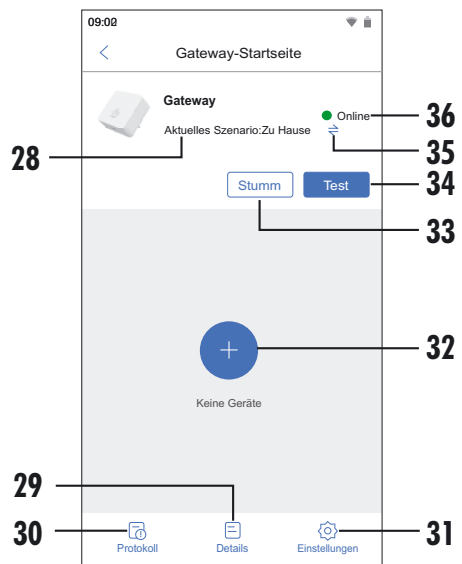 09:02
Gateway-Startseite
Gateway
Online
36
Aktuelles Szenario:Zu Hause
35
28
Stumm
Test
34
33
32
Keine Geräte
29
30
Protokoll
Details
Einstellungen
31